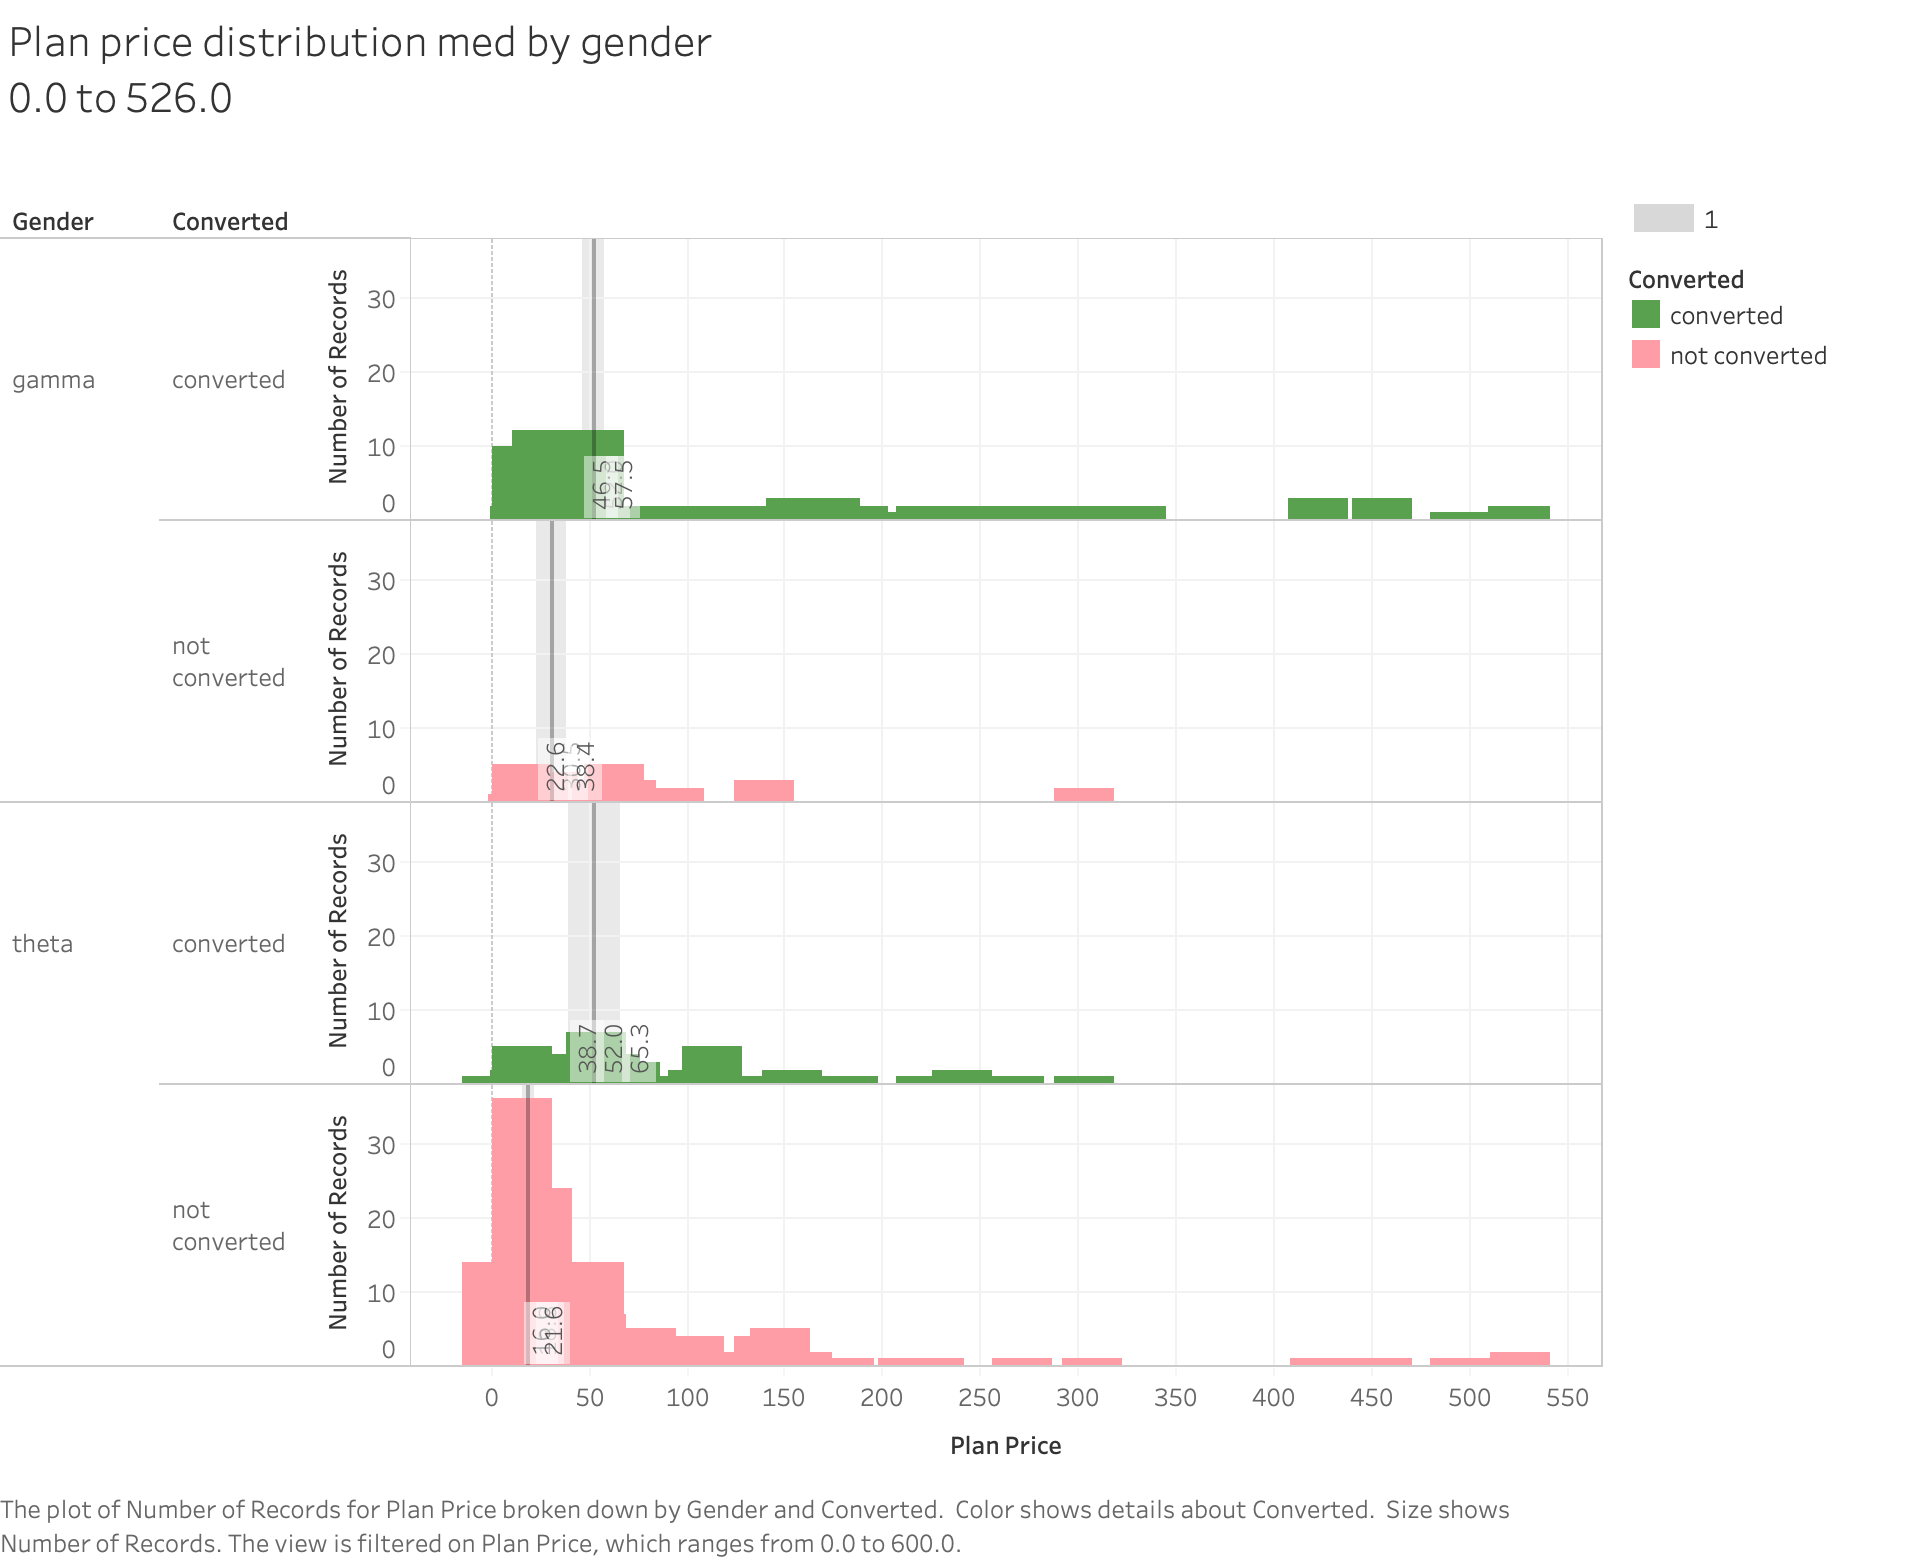 Plan price distribution med by gender
0.0 to 526.0
Gender Converted
1
Converted
converted
not converted
gamma
converted
Number of Records
30
20
10
0
46.5
57.5
not
converted
Number of Records
30
20
10
0
22.6
30.5
38.4
theta
converted
Number of Records
30
20
10
0
38.7
52.0
65.3
not
converted
Number of Records
30
20
10
0
21.6
0 50 100 150 200 250 300 350 400 450 500 550
Plan Price
The plot of Number of Records for Plan Price broken down by Gender and Converted. Color shows details about Converted. Size shows
Number of Records. The view is filtered on Plan Price, which ranges from 0.0 to 600.0.